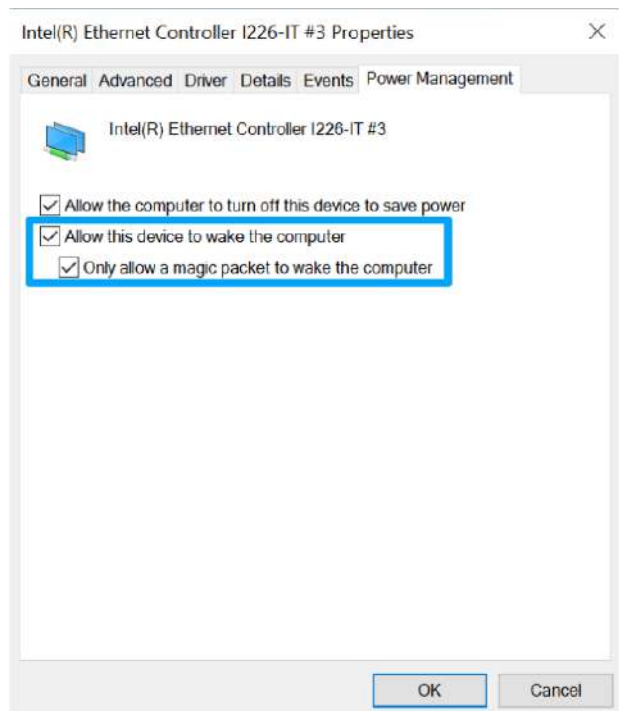 Intel(R) Ethernet Controller I226-IT #3 Properties
General Advanced Driver Details Events Power Management
Intel(R) Ethernet Controller I226-IT #3
Allow the computer to turn off this device to save power
Allow this device to wake the computer
Only allow a magic packet to wake the computer
OK Cancel